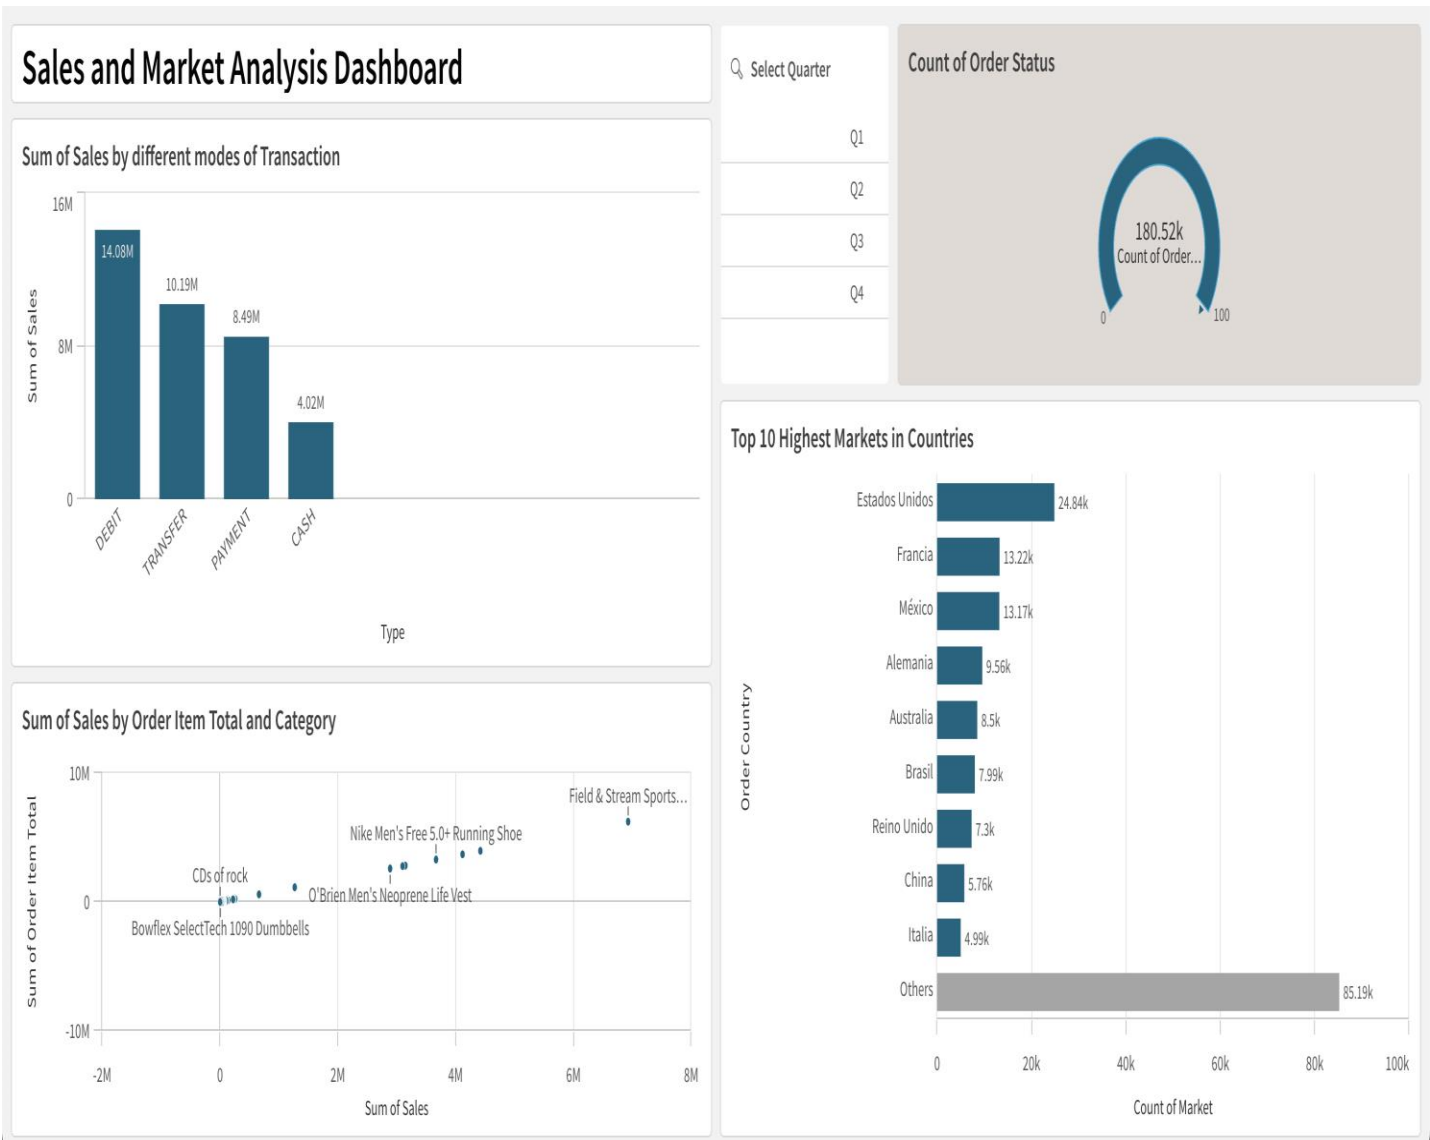 Sales and Market Analysis Dashboard
Sum of Sales by different modes of Transaction
Sum of Sales
16M
8M
0
14.08M
10.19M
8.49M
4.02M
DEBIT
TRANSFER
PAYMENT
CASH
Type
Select Quarter
Q1
Q2
Q3
Q4
Count of Order Status
180.52k
Count of Order...
0
100
Sum of Sales by Order Item Total and Category
Sum of Order Item Total
10M
0
-10M
Field & Stream Sports...
Nike Men's Free 5.0+ Running Shoe
CDs of rock
O'Brien Men's Neoprene Life Vest
Bowflex SelectTech 1090 Dumbbells
-2M
0
2M
4M
6M
8M
Sum of Sales
Top 10 Highest Markets in Countries
Order Country
Estados Unidos 24.84k
Francia 13.22k
México 13.17k
Alemania 9.56k
Australia 8.5k
Brasil 7.99k
Reino Unido 7.3k
China 5.76k
Italia 4.99k
Others 85.19k
0
20k
40k
60k
80k
100k
Count of Market